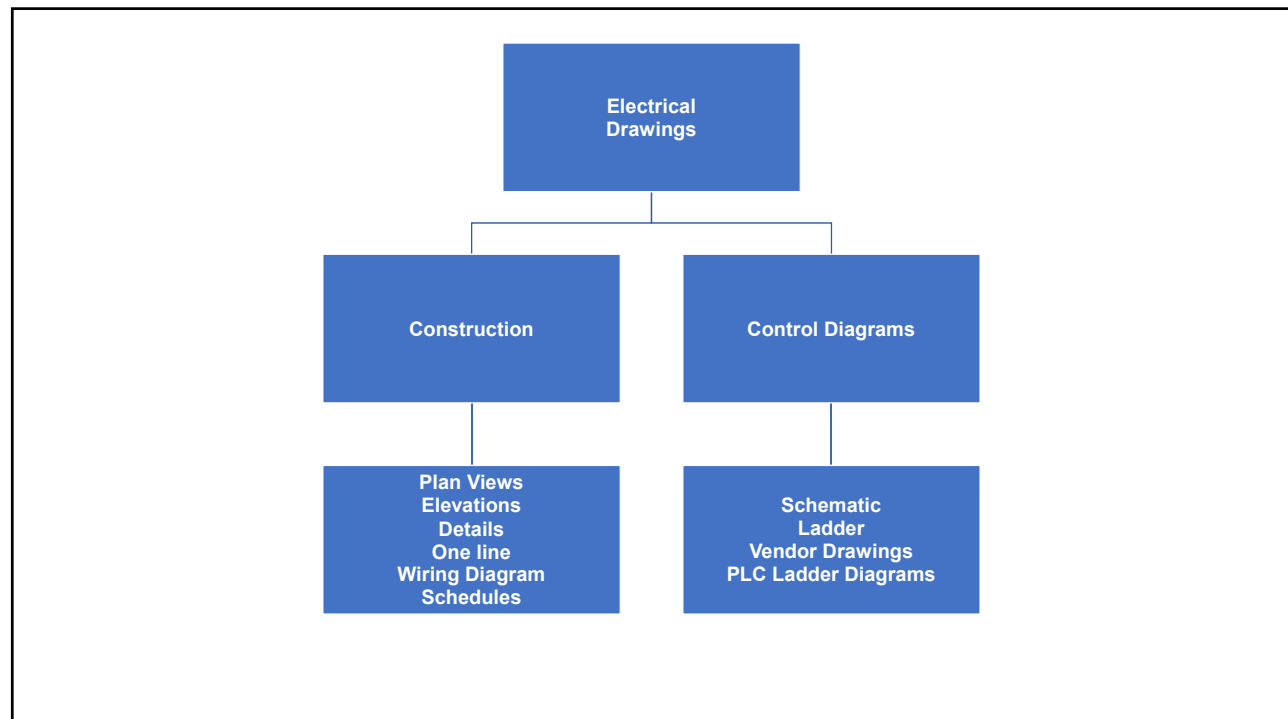 Electrical
Drawings
Construction
Control Diagrams
Plan Views
Elevations
Details
One line
Wiring Diagram
Schedules
Schematic
Ladder
Vendor Drawings
PLC Ladder Diagrams